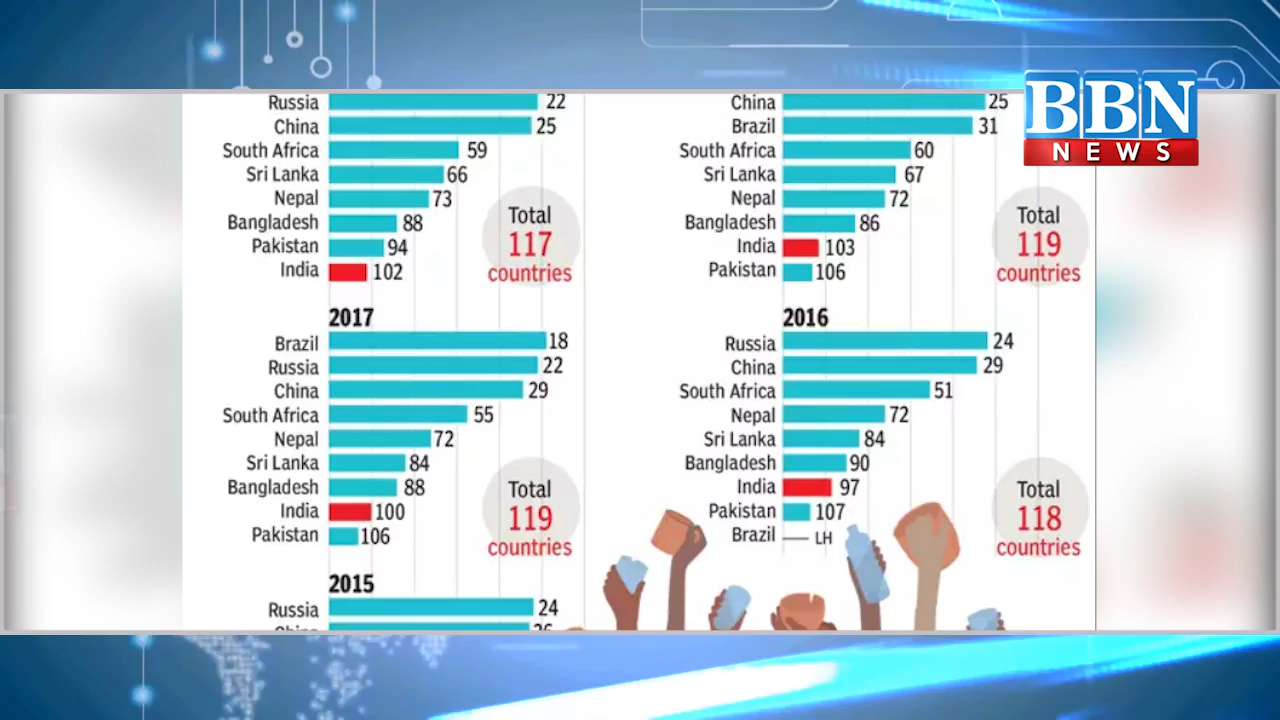 BBN
NEWS
Russia 22
China 25
South Africa 59
Sri Lanka 66
Nepal 73
Bangladesh 88
Pakistan 94
India 102
Total
117
countries
China 25
Brazil 31
South Africa 60
Sri Lanka 67
Nepal 72
Bangladesh 86
India 103
Pakistan 106
Total
119
countries
2017
Brazil 18
Russia 22
China 29
South Africa 55
Nepal 72
Sri Lanka 84
Bangladesh 88
India 100
Pakistan 106
Total
119
countries
2016
Russia 24
China 29
South Africa 51
Nepal 72
Sri Lanka 84
Bangladesh 90
India 97
Pakistan 107
Brazil LH
Total
118
countries
2015
Russia 24